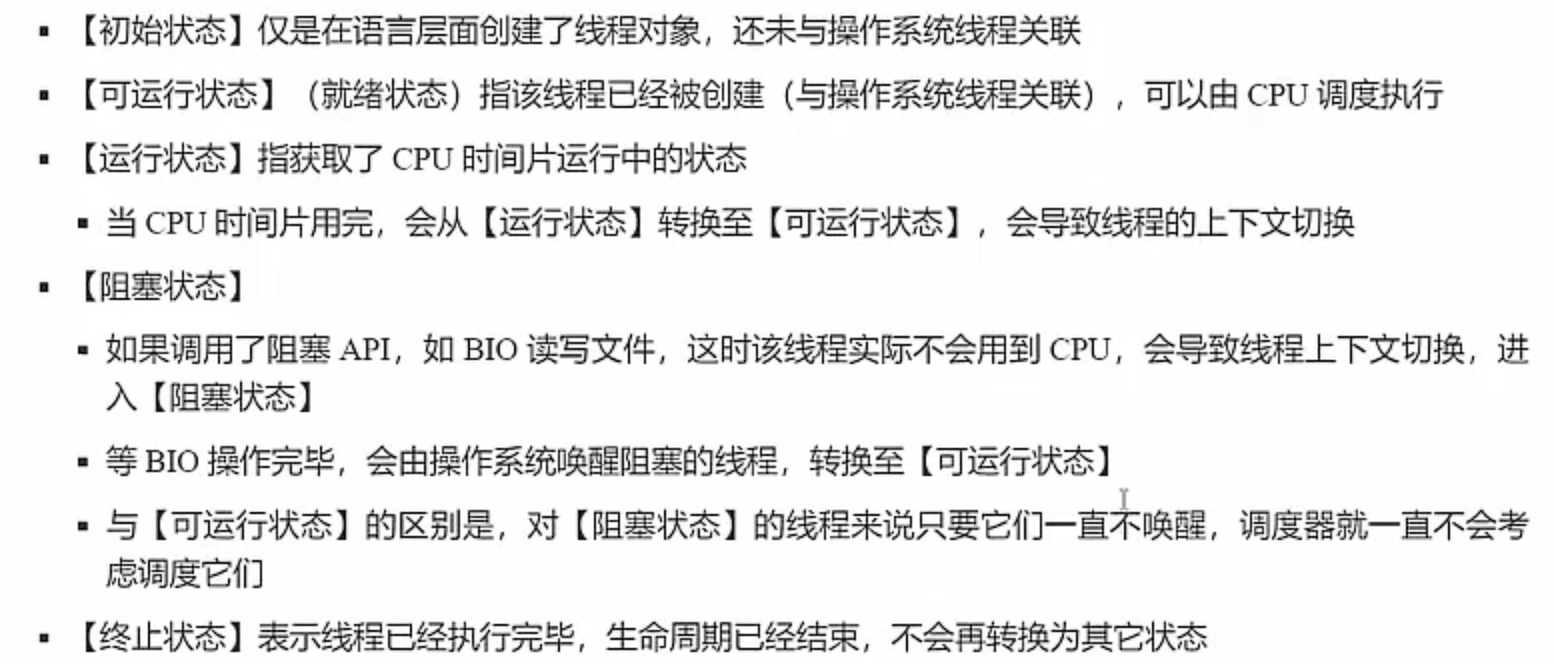 ▪ 【初始状态】仅是在语言层面创建了线程对象，还未与操作系统线程关联
▪ 【可运行状态】（就绪状态）指该线程已经被创建（与操作系统线程关联），可以由 CPU 调度执行
▪ 【运行状态】指获取了 CPU 时间片运行中的状态
▪ 当 CPU 时间片用完，会从【运行状态】转换至【可运行状态】，会导致线程的上下文切换
▪ 【阻塞状态】
▪ 如果调用了阻塞 API，如 BIO 读写文件，这时该线程实际不会用到 CPU，会导致线程上下文切换，进
入【阻塞状态】
▪ 等 BIO 操作完毕，会由操作系统唤醒阻塞的线程，转换至【可运行状态】
▪ 与【可运行状态】的区别是，对【阻塞状态】的线程来说只要它们一直不唤醒，调度器就一直不会考
虑调度它们
▪ 【终止状态】表示线程已经执行完毕，生命周期已经结束，不会再转换为其它状态